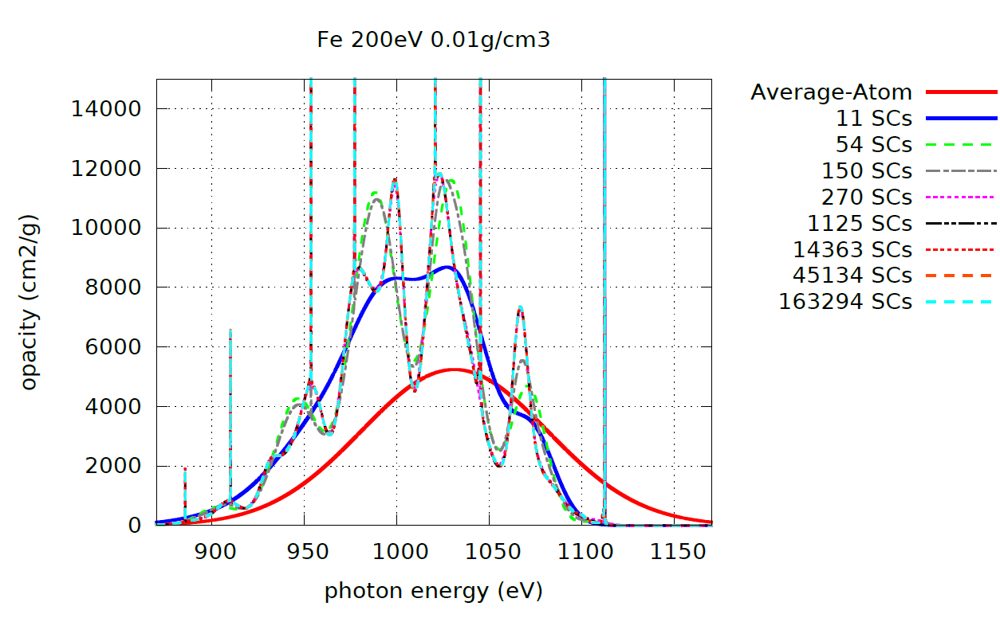 Fe 200eV 0.01g/cm3
Average-Atom
11 SCs
54 SCs
150 SCs
270 SCs
1125 SCs
14363 SCs
45134 SCs
163294 SCs
14000
12000
10000
8000
6000
4000
2000
0
opacity (cm2/g)
900 950 1000 1050 1100 1150
photon energy (eV)